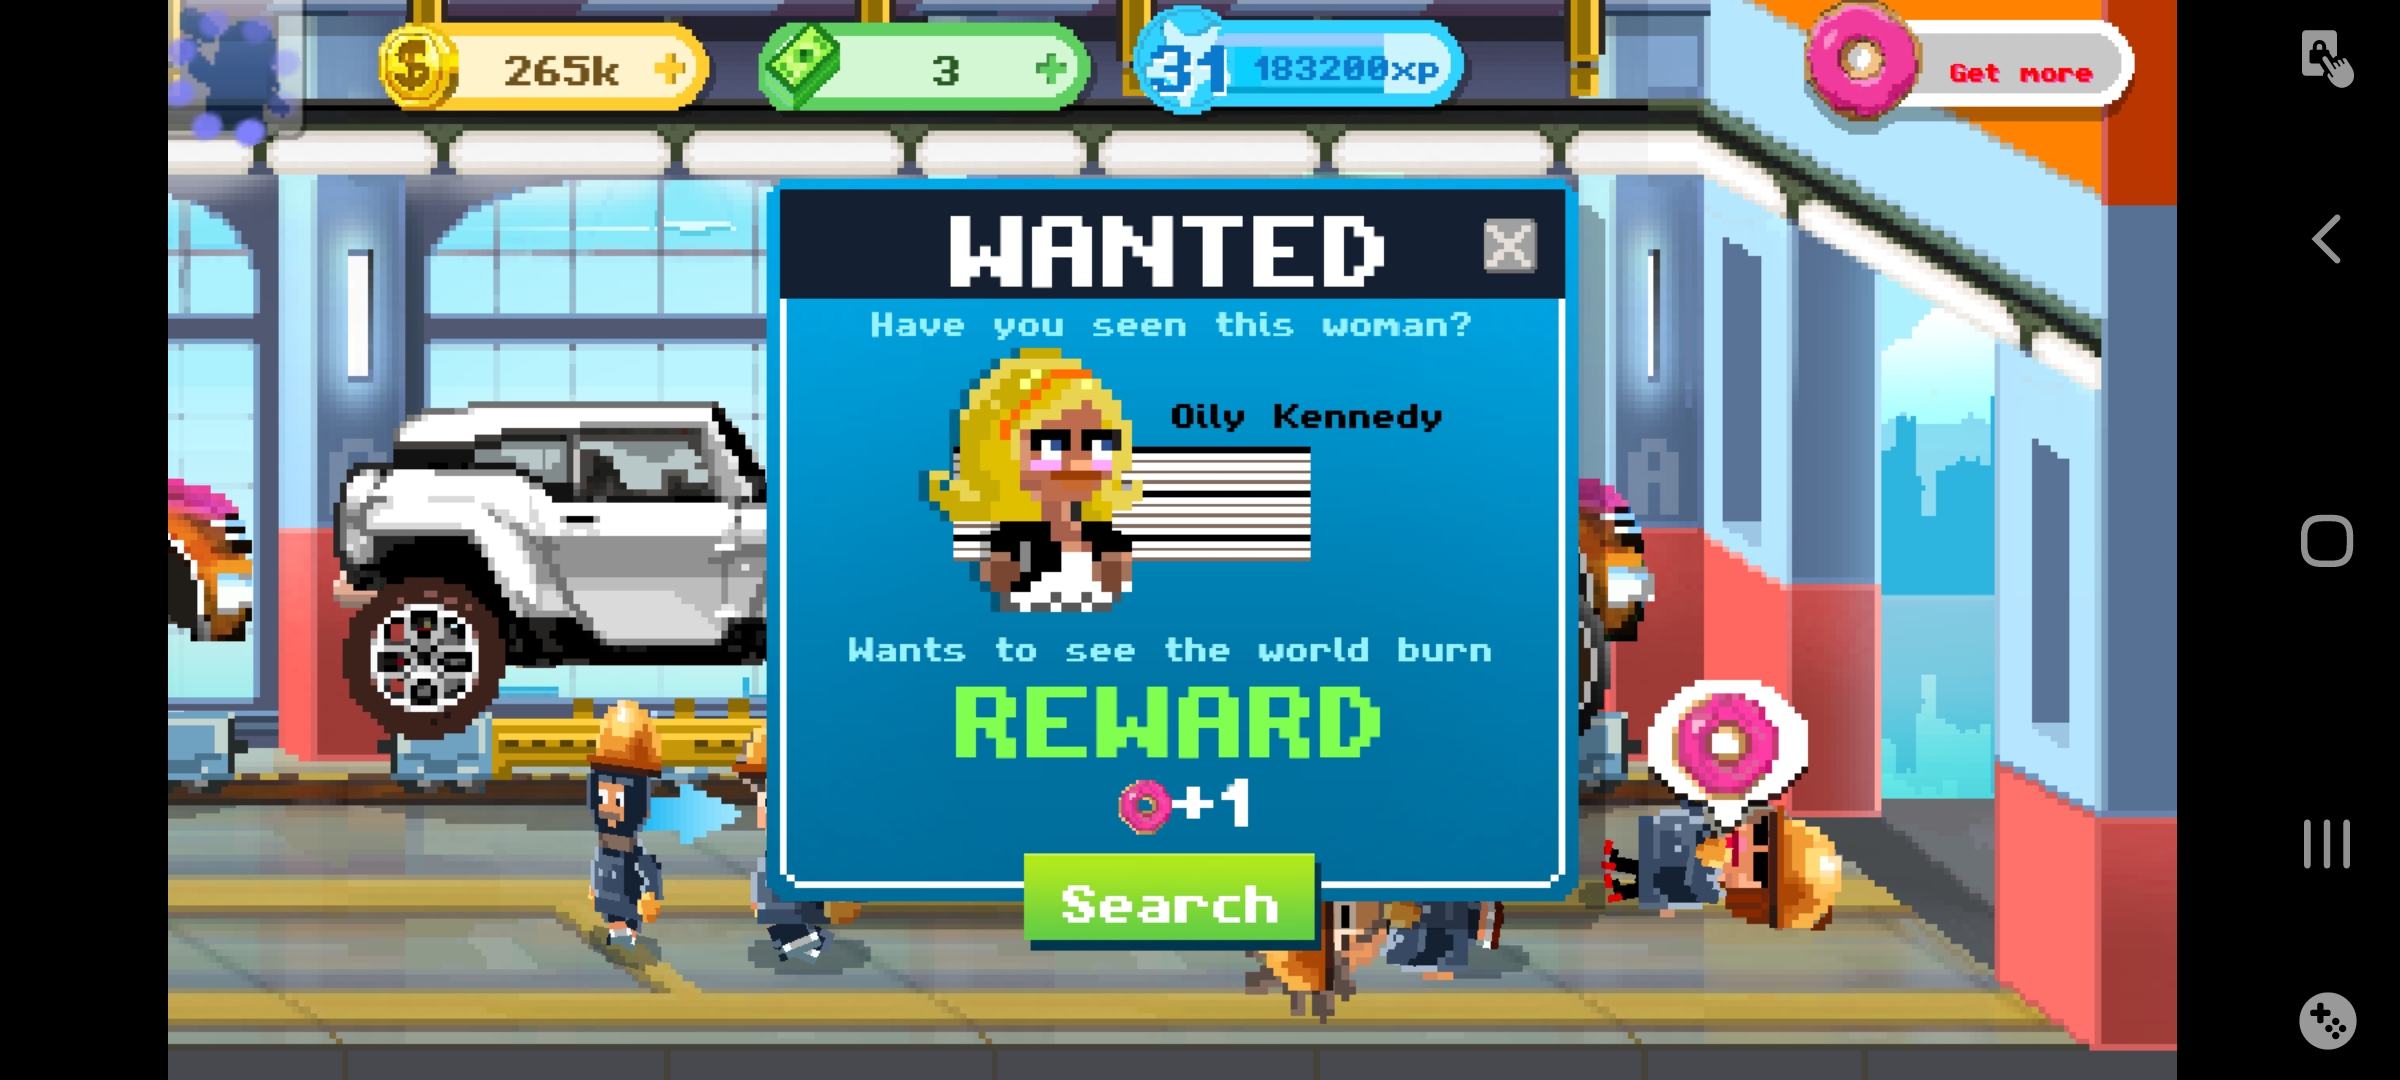 265k
3
31 183200xp
Get more
WANTED
Have you seen this woman?
Oily Kennedy
Wants to see the world burn
REWARD
+1
Search
A